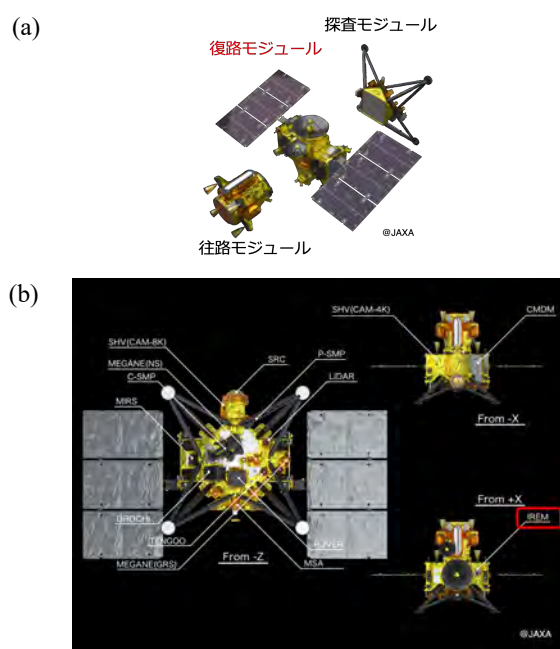 (a)
探査モジュール
復路モジュール
往路モジュール
@JAXA
(b)
SHV(CAM-8K)
SRC
P-SMP
MEGANE(NS)
C-SMP
LIDAR
MIRS
OROCHI
TENGOO
ROVER
MEGANE(GRS)
From -Z
MSA
SHV(CAM-4K)
CMDM
From -X
From +X
IREM
@JAXA